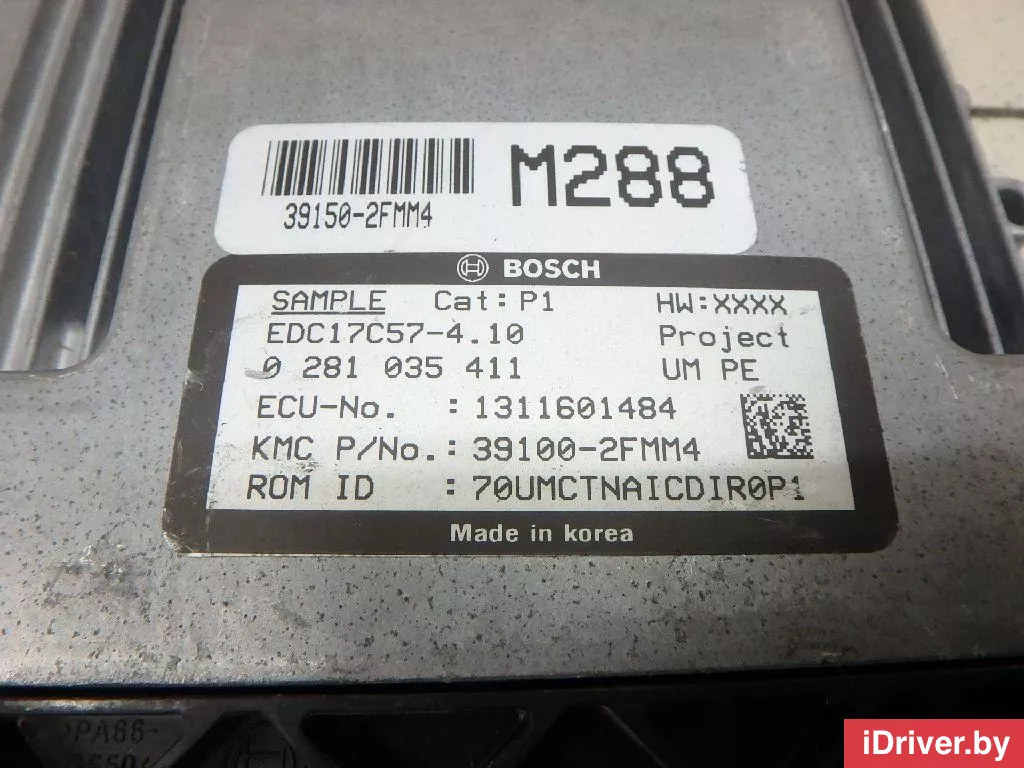 39150-2FMM4
M288
BOSCH
SAMPLE Cat:P1 HW:XXXX
EDC17C57-4.10 Project
0 281 035 411 UM PE
ECU-No. :1311601484
KMC P/No.:39100-2FMM4
ROM ID :70UMCTNAICDIR0P1
Made in korea
>PA66-
iDriver.by